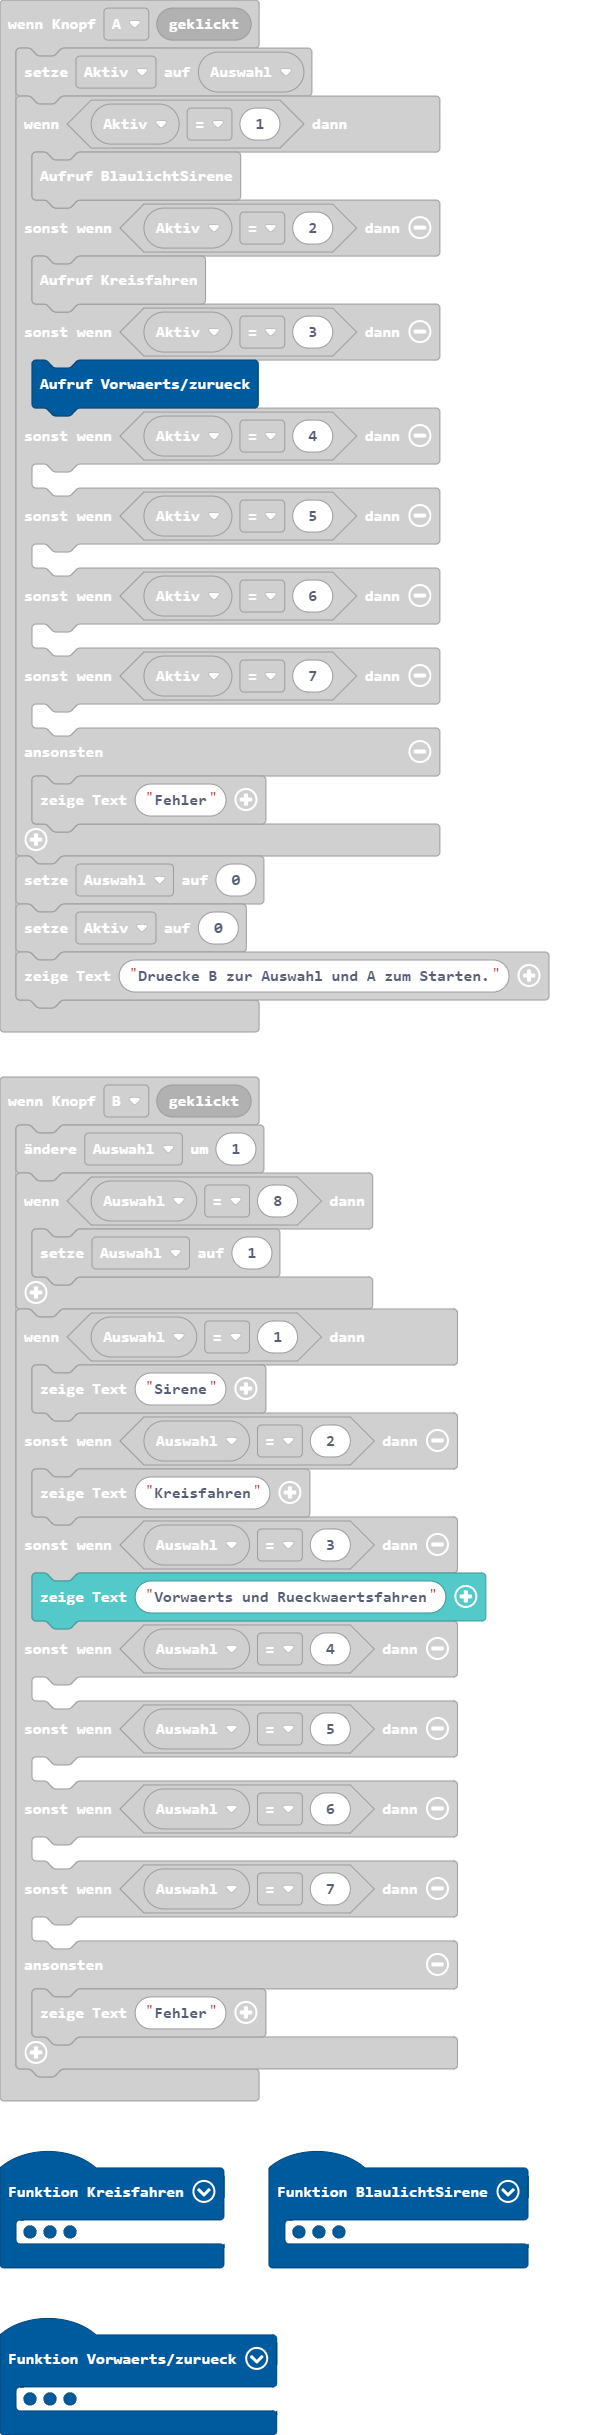 wenn Knopf A geklickt
setze Aktiv auf Auswahl
wenn Aktiv = 1 dann
Aufruf BlaulichtSirene
sonst wenn Aktiv = 2 dann
Aufruf Kreisfahren
sonst wenn Aktiv = 3 dann
Aufruf Vorwaerts/zurueck
sonst wenn Aktiv = 4 dann
sonst wenn Aktiv = 5 dann
sonst wenn Aktiv = 6 dann
sonst wenn Aktiv = 7 dann
ansonsten
zeige Text "Fehler"
setze Auswahl auf 0
setze Aktiv auf 0
zeige Text "Druecke B zur Auswahl und A zum Starten."
wenn Knopf B geklickt
ändere Auswahl um 1
wenn Auswahl = 8 dann
setze Auswahl auf 1
wenn Auswahl = 1 dann
zeige Text "Sirene"
sonst wenn Auswahl = 2 dann
zeige Text "Kreisfahren"
sonst wenn Auswahl = 3 dann
zeige Text "Vorwaerts und Rueckwaertsfahren"
sonst wenn Auswahl = 4 dann
sonst wenn Auswahl = 5 dann
sonst wenn Auswahl = 6 dann
sonst wenn Auswahl = 7 dann
ansonsten
zeige Text "Fehler"
Funktion Kreisfahren
Funktion BlaulichtSirene
Funktion Vorwaerts/zurueck